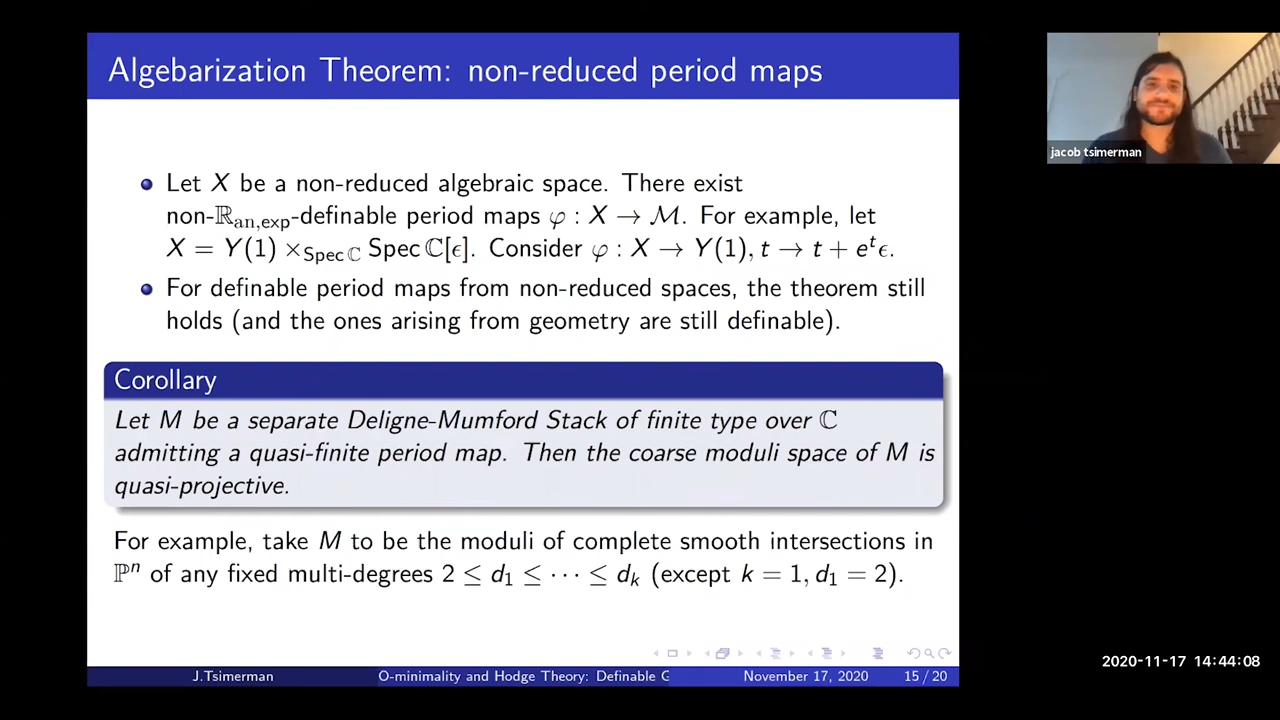 Algebarization Theorem: non-reduced period maps
jacob tsimerman
Let X be a non-reduced algebraic space. There exist
non-ℝ_{an,exp}-definable period maps φ : X → ℳ. For example, let
X = Y(1) ×_{Spec ℂ} Spec ℂ[ϵ]. Consider φ : X → Y(1), t → t + e^tϵ.
For definable period maps from non-reduced spaces, the theorem still
holds (and the ones arising from geometry are still definable).
Corollary
Let M be a separate Deligne-Mumford Stack of finite type over ℂ
admitting a quasi-finite period map. Then the coarse moduli space of M is
quasi-projective.
For example, take M to be the moduli of complete smooth intersections in
ℙ^n of any fixed multi-degrees 2 ≤ d_1 ≤ ⋯ ≤ d_k (except k = 1, d_1 = 2).
2020-11-17 14:44:08
J.Tsimerman O-minimality and Hodge Theory: Definable G November 17, 2020 15 / 20